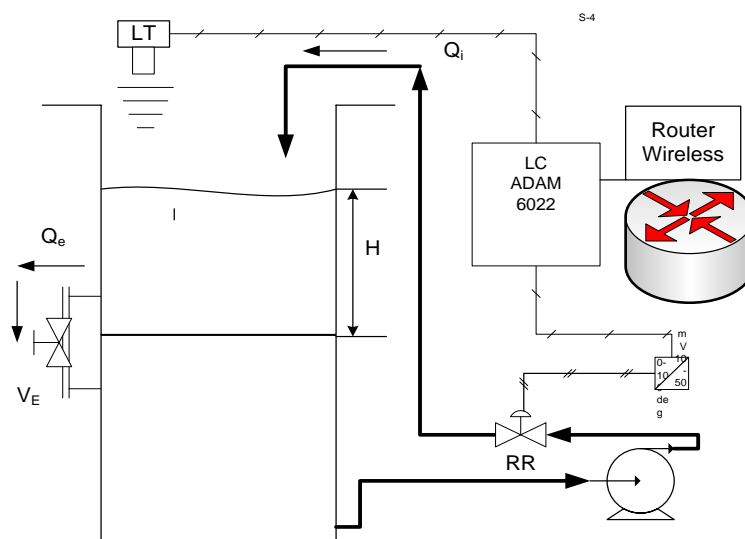 S-4
LT
Qi
Router
Wireless
LC
ADAM
6022
Qe
I
H
VE
m
V
0-
10
10
-
50
de
g
RR